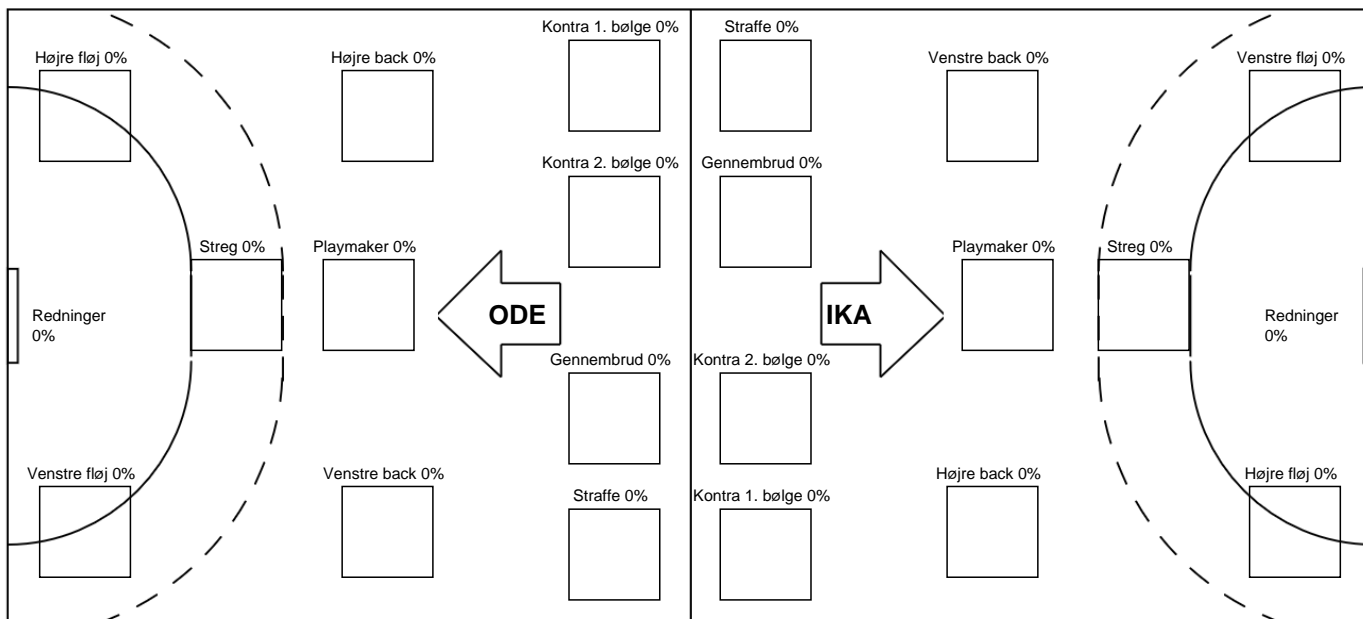 Kontra 1. bølge 0%
Straffe 0%
Højre fløj 0%
Højre back 0%
Venstre back 0%
Venstre fløj 0%
Kontra 2. bølge 0%
Gennembrud 0%
Streg 0%
Playmaker 0%
Playmaker 0%
Streg 0%
Redninger
0%
ODE
IKA
Redninger
0%
Gennembrud 0%
Kontra 2. bølge 0%
Venstre fløj 0%
Venstre back 0%
Højre back 0%
Højre fløj 0%
Straffe 0%
Kontra 1. bølge 0%